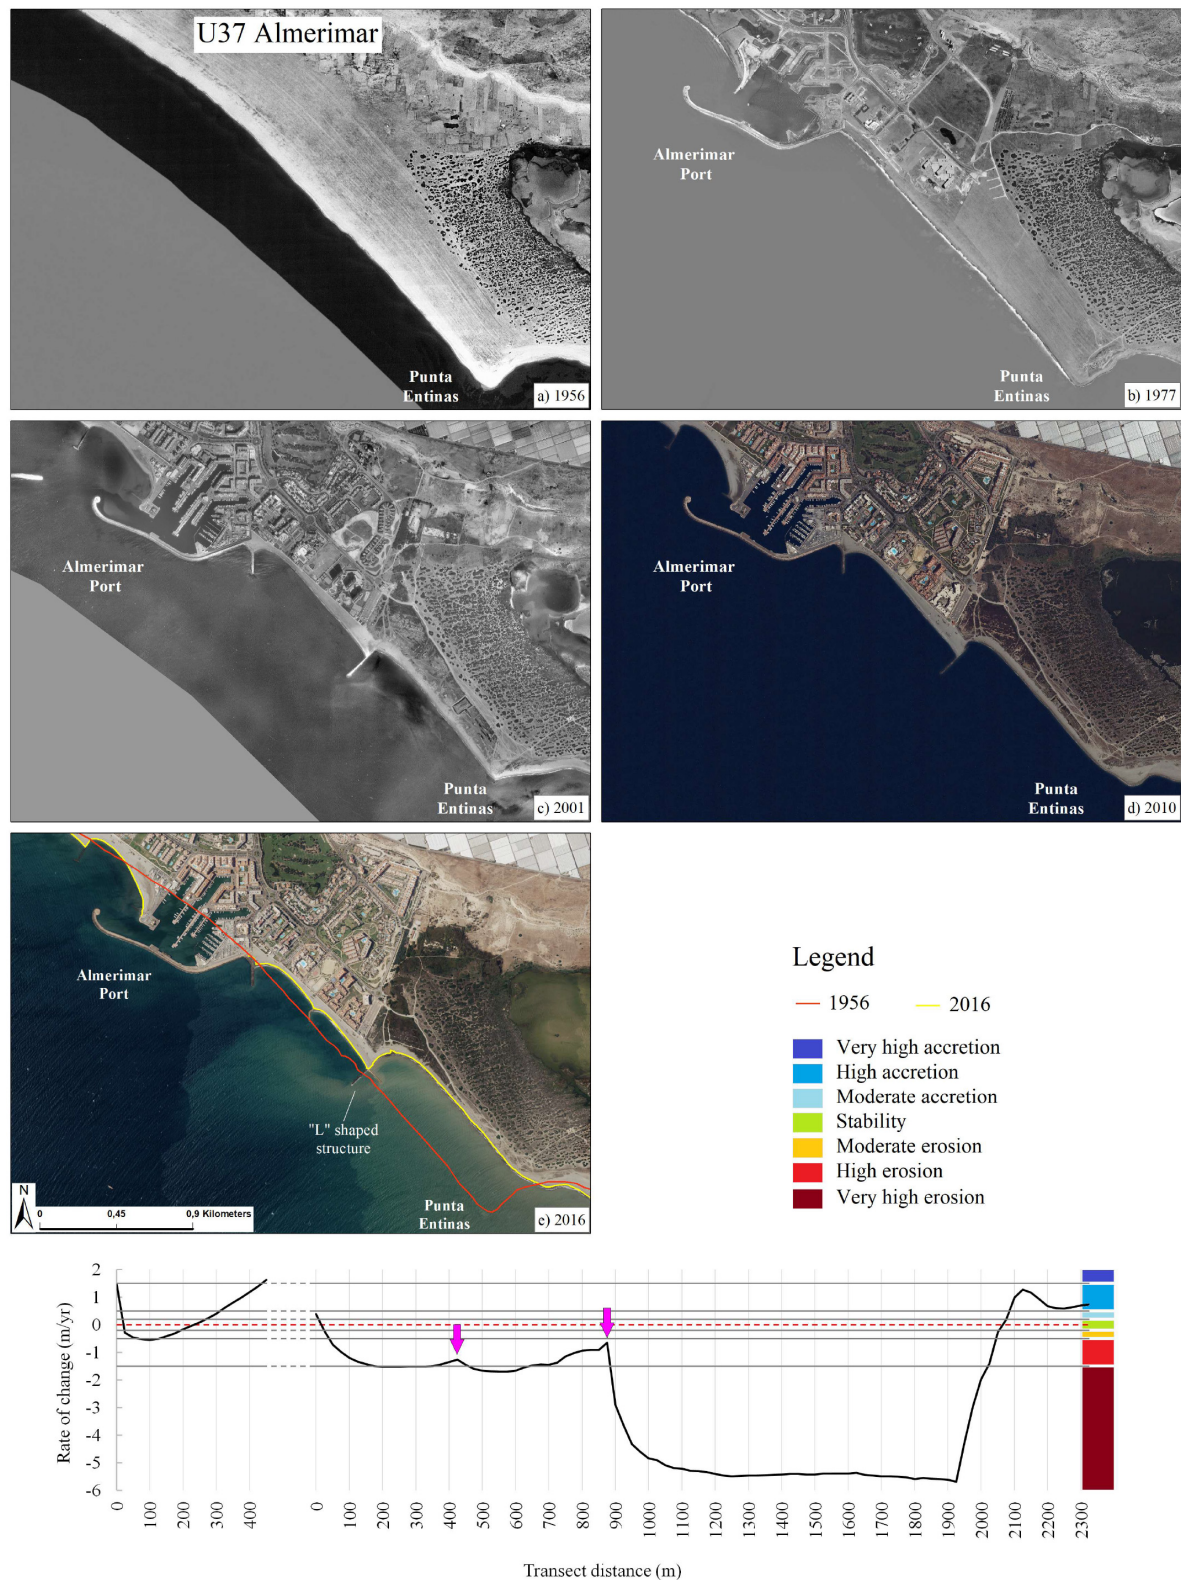 U37 Almerimar
Punta
Entinas
a) 1956
Almerimar
Port
Punta
Entinas
b) 1977
Almerimar
Port
Punta
Entinas
c) 2001
Almerimar
Port
Punta
Entinas
d) 2010
Almerimar
Port
"L" shaped
structure
Punta
Entinas
N
0 0,45 0,9 Kilometers
e) 2016
Legend
1956 2016
Very high accretion
High accretion
Moderate accretion
Stability
Moderate erosion
High erosion
Very high erosion
Rate of change (m/yr)
2
1
0
-1
-2
-3
-4
-5
-6
0 100 200 300 400 0 100 200 300 400 500 600 700 800 900 1000 1100 1200 1300 1400 1500 1600 1700 1800 1900 2000 2100 2200 2300
Transect distance (m)